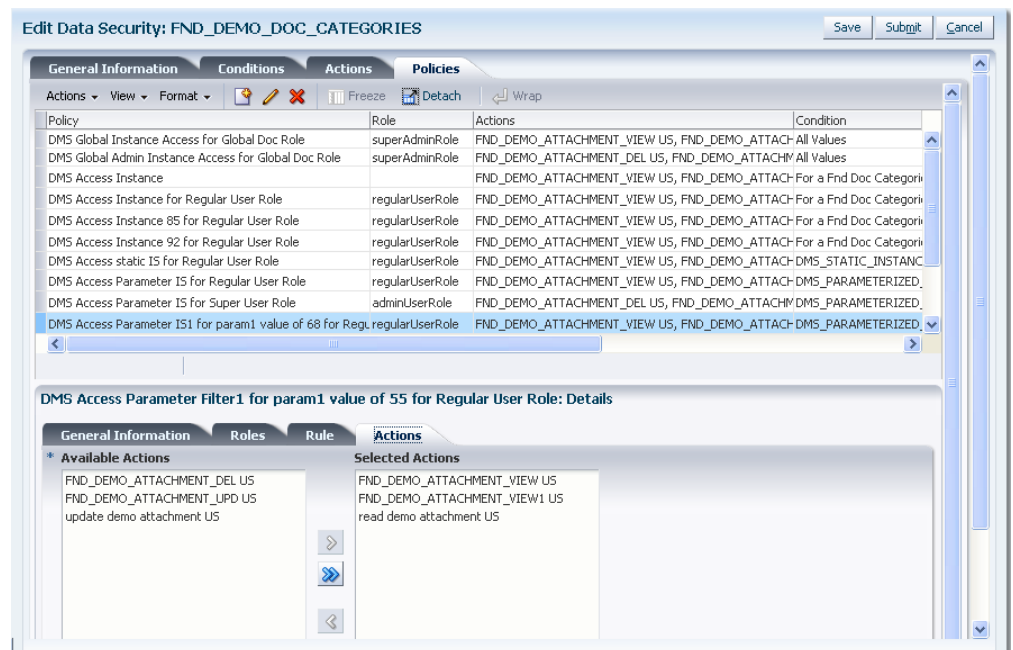 Edit Data Security: FND_DEMO_DOC_CATEGORIES Save Submit Cancel
General Information Conditions Actions Policies
Actions View Format Freeze Detach Wrap
Policy Role Actions Condition
DMS Global Instance Access for Global Doc Role superAdminRole FND_DEMO_ATTACHMENT_VIEW US, FND_DEMO_ATTACH All Values
DMS Global Admin Instance Access for Global Doc Role superAdminRole FND_DEMO_ATTACHMENT_DEL US, FND_DEMO_ATTACHM All Values
DMS Access Instance FND_DEMO_ATTACHMENT_VIEW US, FND_DEMO_ATTACH For a Fnd Doc Categori
DMS Access Instance for Regular User Role regularUserRole FND_DEMO_ATTACHMENT_VIEW US, FND_DEMO_ATTACH For a Fnd Doc Categori
DMS Access Instance 85 for Regular User Role regularUserRole FND_DEMO_ATTACHMENT_VIEW US, FND_DEMO_ATTACH For a Fnd Doc Categori
DMS Access Instance 92 for Regular User Role regularUserRole FND_DEMO_ATTACHMENT_VIEW US, FND_DEMO_ATTACH For a Fnd Doc Categori
DMS Access static IS for Regular User Role regularUserRole FND_DEMO_ATTACHMENT_VIEW US, FND_DEMO_ATTACH DMS_STATIC_INSTANC
DMS Access Parameter IS for Regular User Role regularUserRole FND_DEMO_ATTACHMENT_VIEW US, FND_DEMO_ATTACH DMS_PARAMETERIZED_
DMS Access Parameter IS for Super User Role adminUserRole FND_DEMO_ATTACHMENT_DEL US, FND_DEMO_ATTACHM DMS_PARAMETERIZED_
DMS Access Parameter IS1 for param1 value of 68 for Regu regularUserRole FND_DEMO_ATTACHMENT_VIEW US, FND_DEMO_ATTACH DMS_PARAMETERIZED_
DMS Access Parameter Filter1 for param1 value of 55 for Regular User Role: Details
General Information Roles Rule Actions
* Available Actions Selected Actions
FND_DEMO_ATTACHMENT_DEL US FND_DEMO_ATTACHMENT_VIEW US
FND_DEMO_ATTACHMENT_UPD US FND_DEMO_ATTACHMENT_VIEW1 US
update demo attachment US read demo attachment US